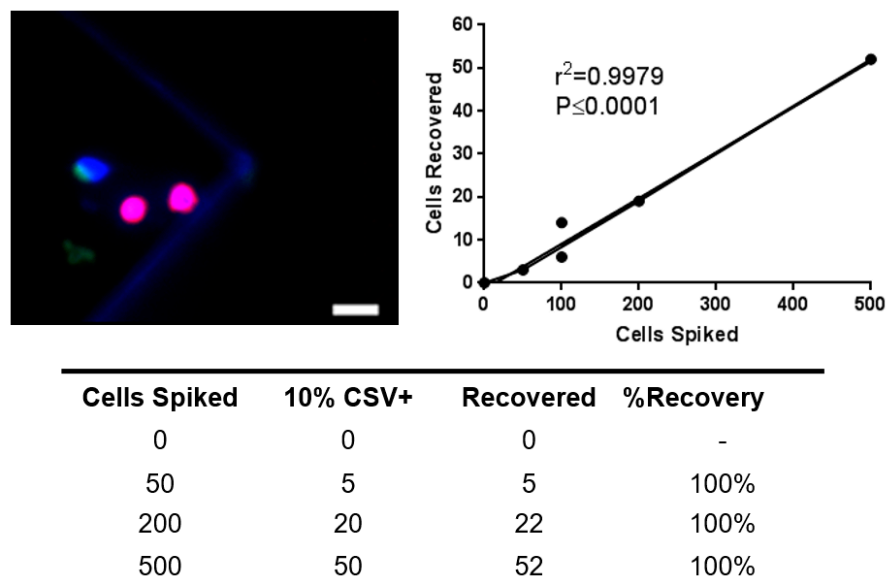 60
50
40
30
20
10
0
Cells Recovered
r²=0.9979
P≤0.0001
0 100 200 300 400 500
Cells Spiked
Cells Spiked 10% CSV+ Recovered %Recovery
0 0 0 -
50 5 5 100%
200 20 22 100%
500 50 52 100%